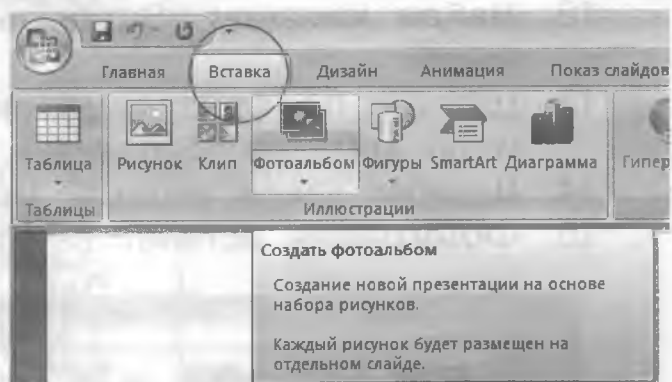 Главная Вставка Дизайн Анимация Показ слайдов
Таблица Рисунок Клип Фотоальбом Фигуры SmartArt Диаграмма Гипер
Таблицы Иллюстрации
Создать фотоальбом
Создание новой презентации на основе
набора рисунков.
Каждый рисунок будет размещен на
отдельном слайде.